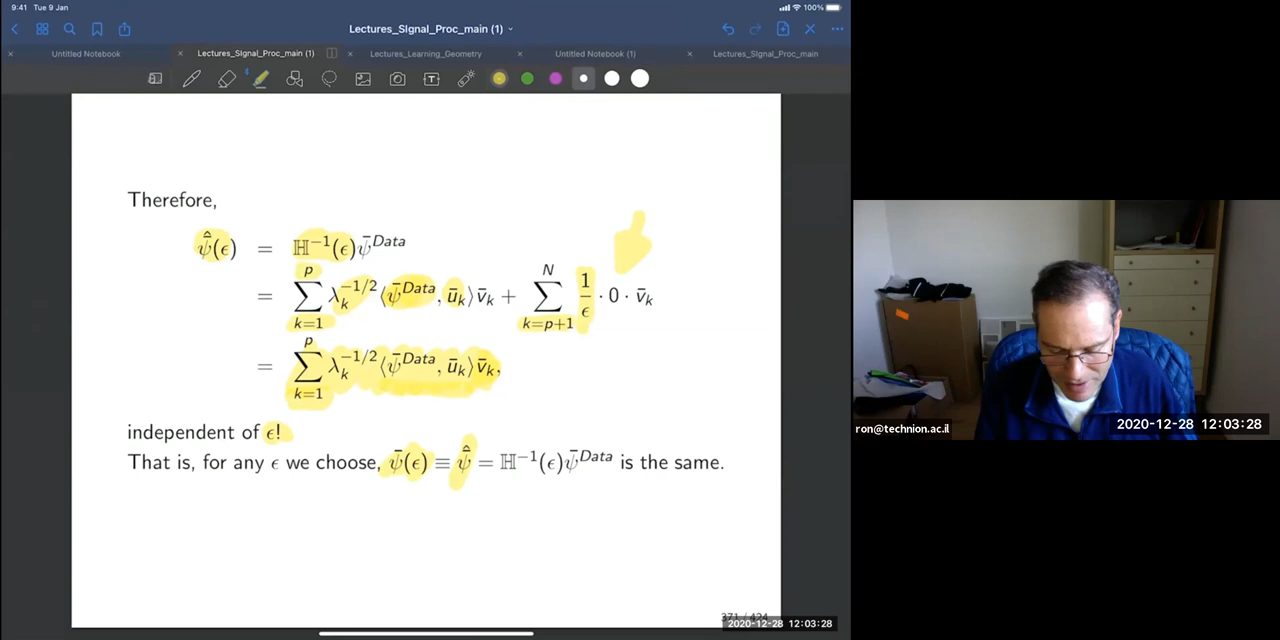 9:41 Tue 9 Jan
100%
Lectures_SIgnal_Proc_main (1)
Untitled Notebook
Lectures_SIgnal_Proc_main (1)
Lectures_Learning_Geometry
Untitled Notebook (1)
Lectures_SIgnal_Proc_main
Therefore,
ψ̄̂(ϵ) = ℍ⁻¹(ϵ)ψ̄^Data
= ∑_{k=1}^{p} λ_k^{-1/2} ⟨ψ̄^Data, ū_k⟩ v̄_k + ∑_{k=p+1}^{N} 1/ϵ · 0 · v̄_k
= ∑_{k=1}^{p} λ_k^{-1/2} ⟨ψ̄^Data, ū_k⟩ v̄_k,
independent of ϵ!
That is, for any ϵ we choose, ψ̄(ϵ) ≡ ψ̄̂ = ℍ⁻¹(ϵ)ψ̄^Data is the same.
371 / 424
2020-12-28 12:03:28
ron@technion.ac.il
2020-12-28 12:03:28